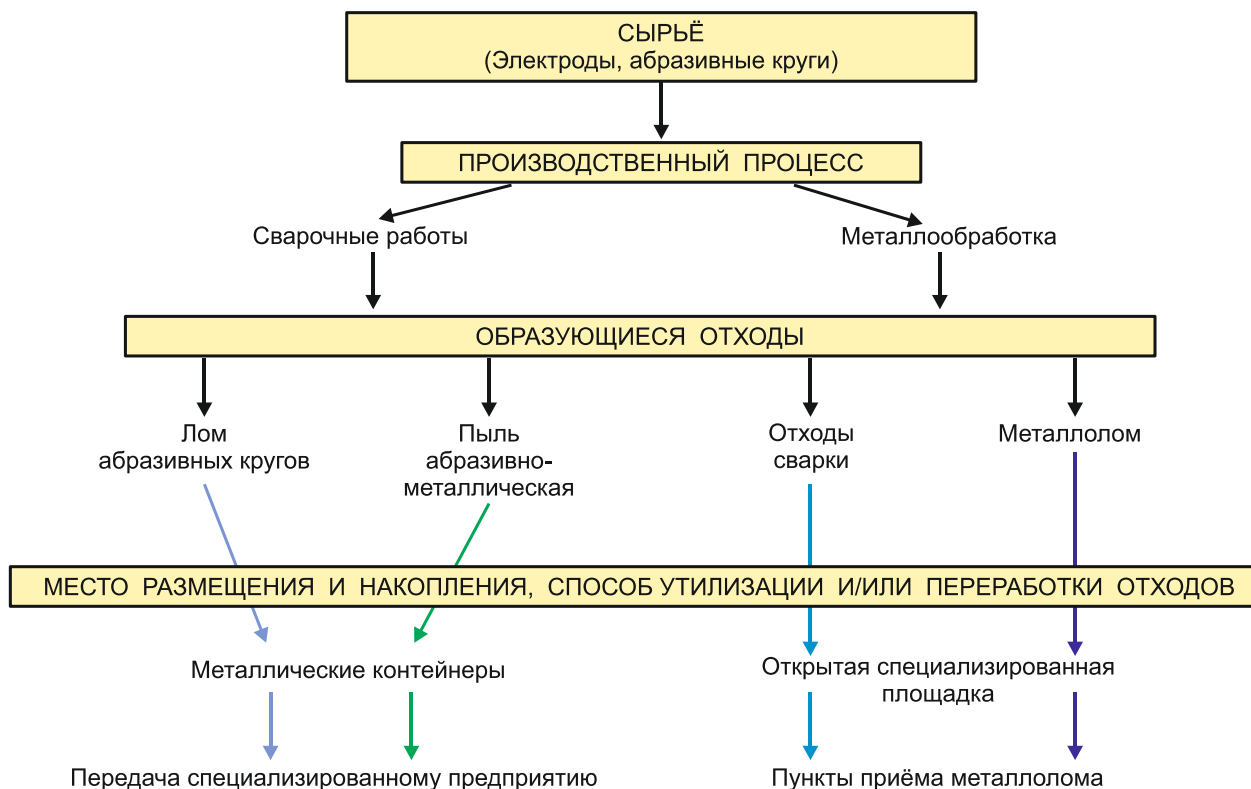 СЫРЬЁ
(Электроды, абразивные круги)
ПРОИЗВОДСТВЕННЫЙ ПРОЦЕСС
Сварочные работы
Металлообработка
ОБРАЗУЮЩИЕСЯ ОТХОДЫ
Лом
абразивных кругов
Пыль
абразивно-
металлическая
Отходы
сварки
Металлолом
МЕСТО РАЗМЕЩЕНИЯ И НАКОПЛЕНИЯ, СПОСОБ УТИЛИЗАЦИИ И/ИЛИ ПЕРЕРАБОТКИ ОТХОДОВ
Металлические контейнеры
Открытая специализированная
площадка
Передача специализированному предприятию
Пункты приёма металлолома